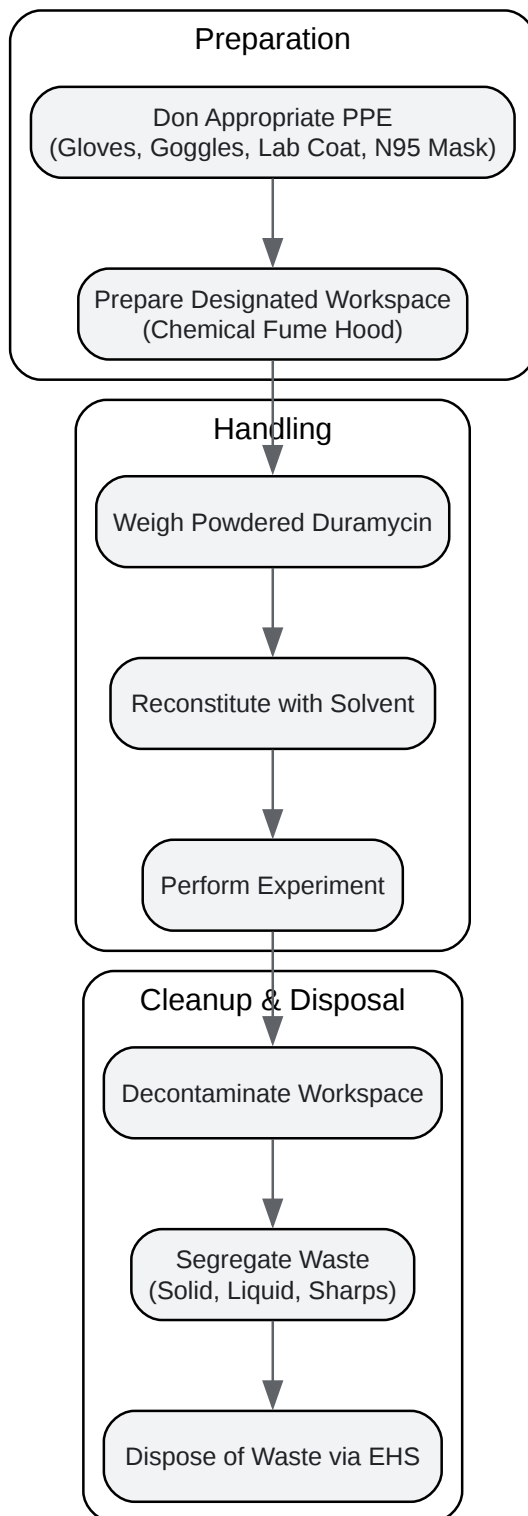 Preparation
Don Appropriate PPE
(Gloves, Goggles, Lab Coat, N95 Mask)
Prepare Designated Workspace
(Chemical Fume Hood)
Handling
Weigh Powdered Duramycin
Reconstitute with Solvent
Perform Experiment
Cleanup & Disposal
Decontaminate Workspace
Segregate Waste
(Solid, Liquid, Sharps)
Dispose of Waste via EHS